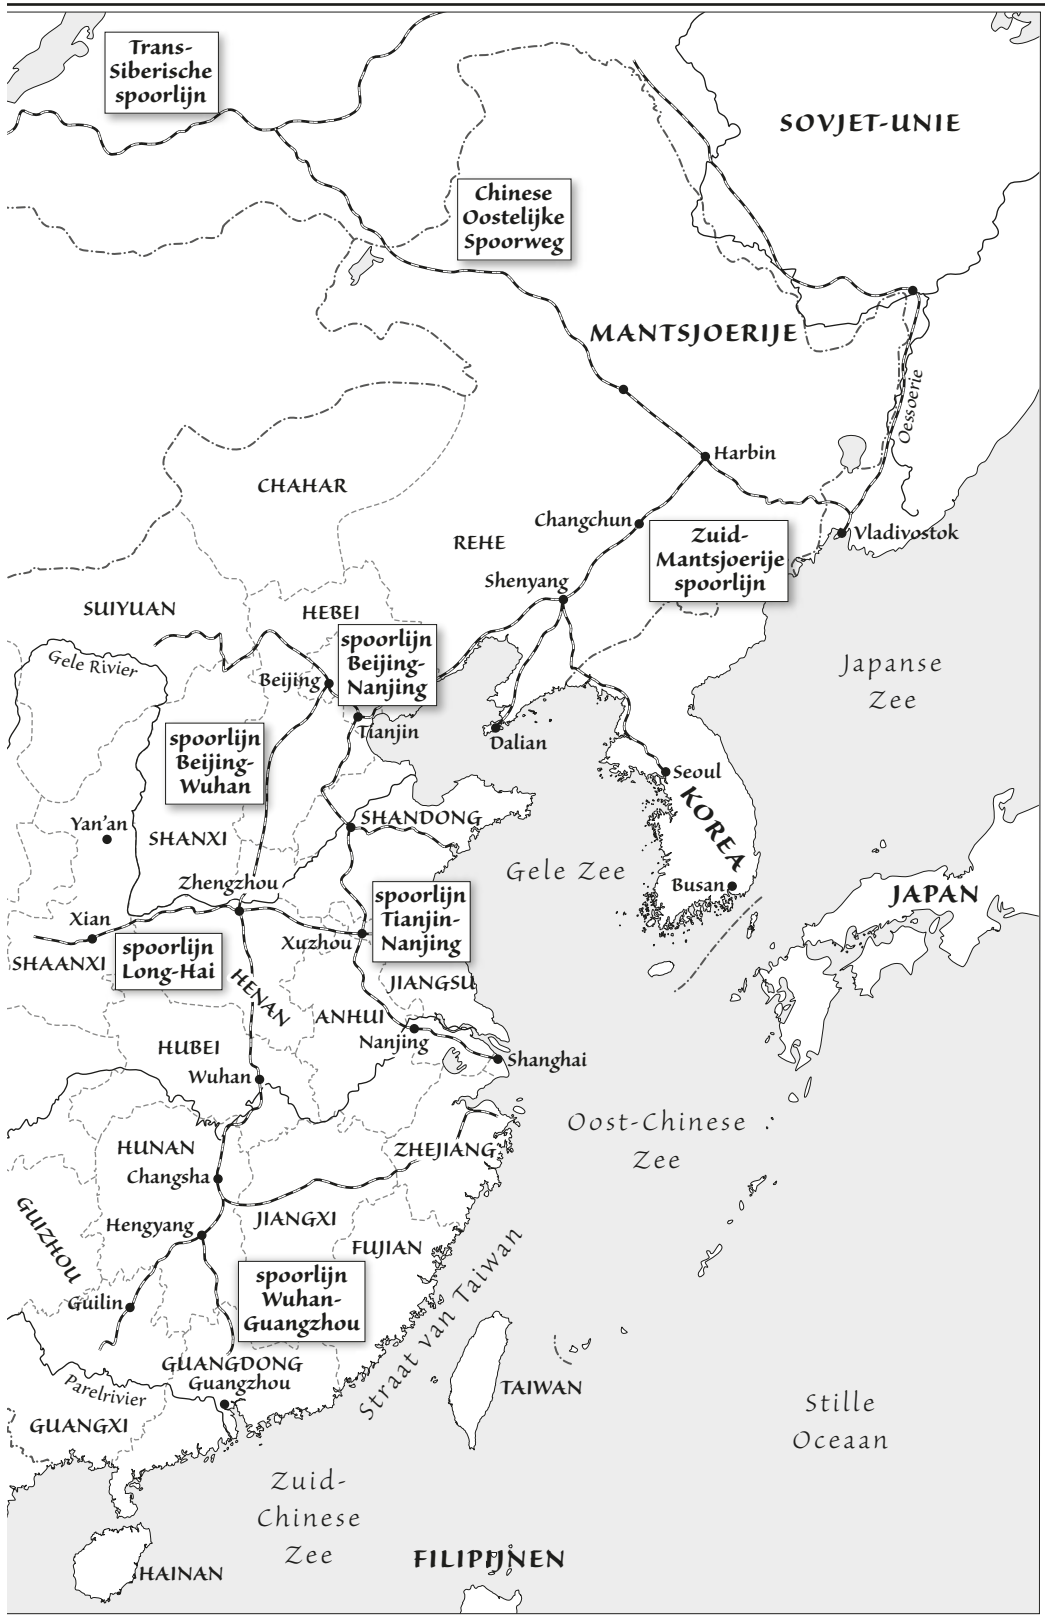 Trans-
Siberische
spoorlijn
SOVJET-UNIE
Chinese
Oostelijke
Spoorweg
MANTSJOERIJE
Oessoerie
Harbin
CHAHAR
Changchun
Zuid-
Mantsjoerije
spoorlijn
Vladivostok
REHE
Shenyang
SUIYUAN
HEBEI
spoorlijn
Beijing-
Nanjing
Gele Rivier
Beijing
Japanse
Zee
Tianjin
Dalian
spoorlijn
Beijing-
Wuhan
Seoul
KOREA
Yan'an
SHANXI
SHANDONG
Gele Zee
Zhengzhou
Busan
JAPAN
spoorlijn
Tianjin-
Nanjing
Xian
Xuzhou
spoorlijn
Long-Hai
SHAANXI
HENAN
JIANGSU
ANHUI
Nanjing
HUBEI
Shanghai
Wuhan
Oost-Chinese
Zee
HUNAN
ZHEJIANG
Changsha
GUIZHOU
Hengyang
JIANGXI
FUJIAN
Straat van Taiwan
spoorlijn
Wuhan-
Guangzhou
Guilin
GUANGDONG
Guangzhou
Parelrivier
TAIWAN
GUANGXI
Stille
Oceaan
Zuid-
Chinese
Zee
FILIPIJNEN
HAINAN